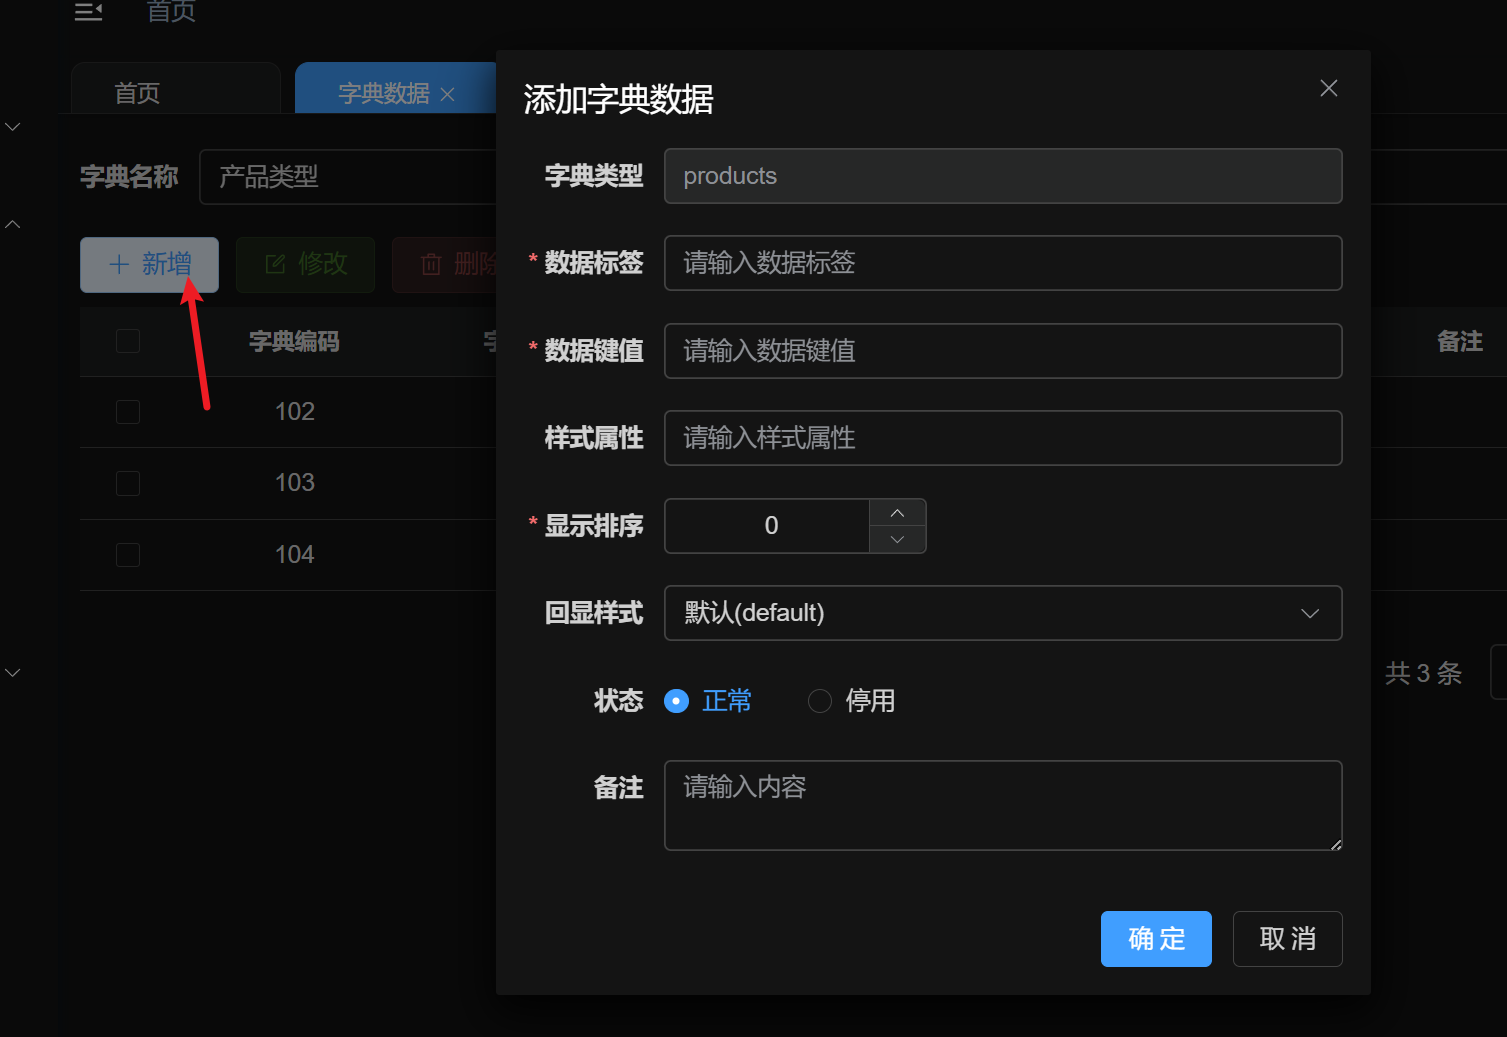 首页
首页
字典数据
字典名称
产品类型
新增
修改
删除
字典编码
备注
102
103
104
共 3 条
添加字典数据
字典类型
products
* 数据标签
请输入数据标签
* 数据键值
请输入数据键值
样式属性
请输入样式属性
* 显示排序
0
回显样式
默认(default)
状态
正常
停用
备注
请输入内容
确 定
取 消